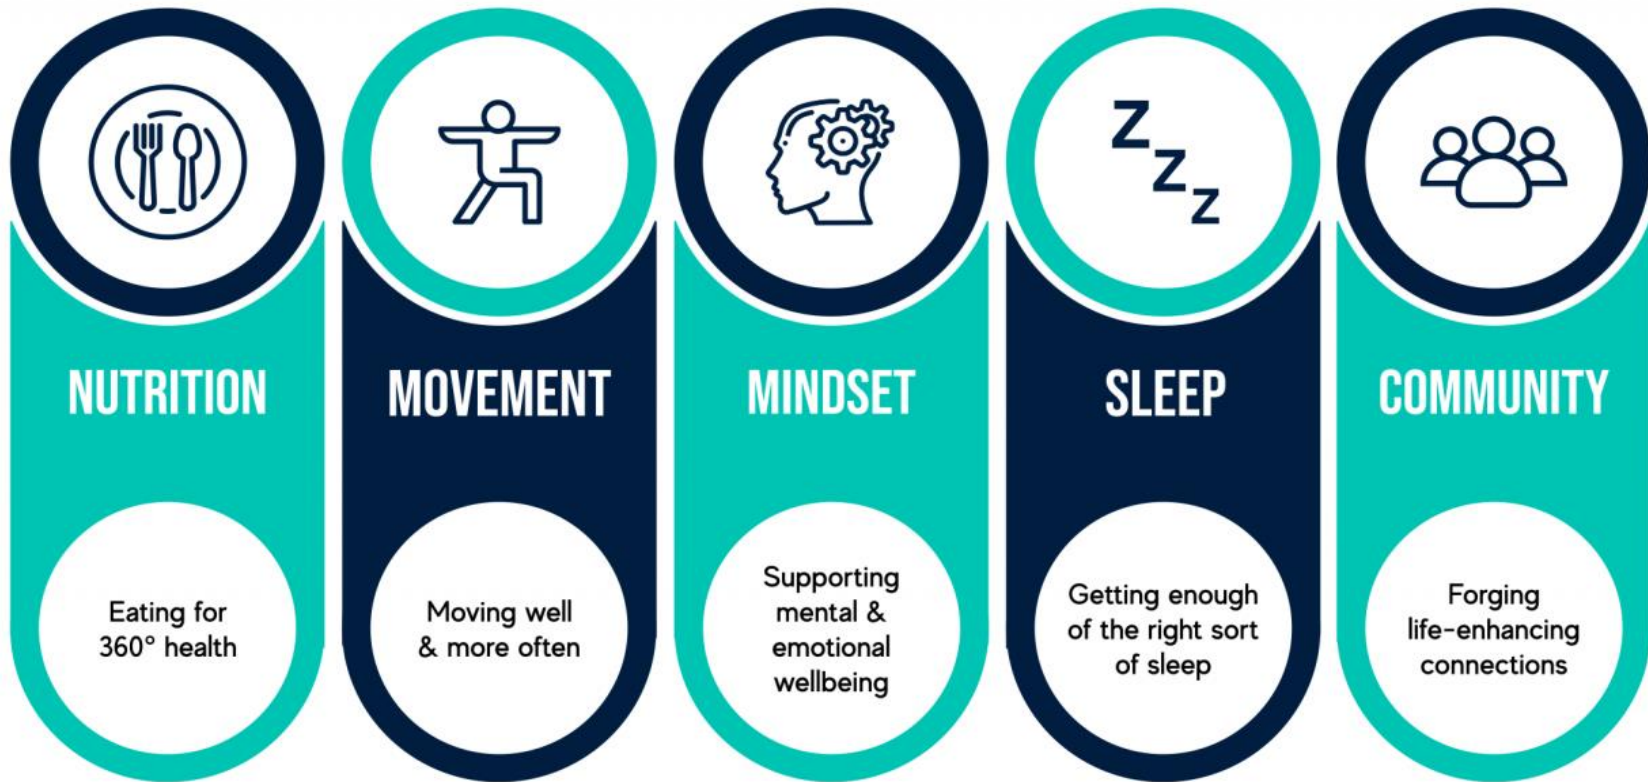 Z
Z
Z
NUTRITION
MOVEMENT
MINDSET
SLEEP
COMMUNITY
Eating for
360° health
Moving well
& more often
Supporting
mental &
emotional
wellbeing
Getting enough
of the right sort
of sleep
Forging
life-enhancing
connections